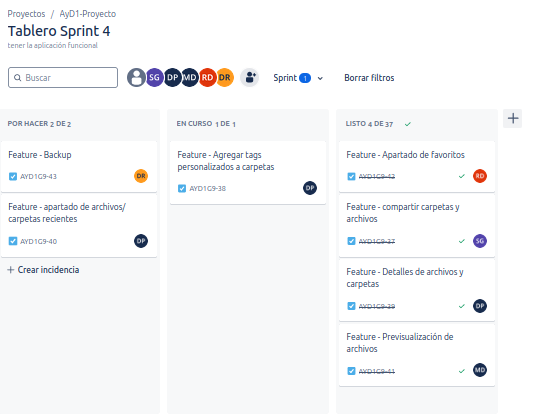 Proyectos / AyD1-Proyecto
Tablero Sprint 4
tener la aplicación funcional
Buscar
SG DP MD RD DR
Sprint 1
Borrar filtros
POR HACER 2 DE 2
Feature - Backup
AYD1G9-43
DR
Feature - apartado de archivos/
carpetas recientes
AYD1G9-40
DP
+ Crear incidencia
EN CURSO 1 DE 1
Feature - Agregar tags
personalizados a carpetas
AYD1G9-38
DP
LISTO 4 DE 37
Feature - Apartado de favoritos
AYD1G9-42
RD
Feature - compartir carpetas y
archivos
AYD1G9-37
SG
Feature - Detalles de archivos y
carpetas
AYD1G9-39
DP
Feature - Previsualización de
archivos
AYD1G9-41
MD